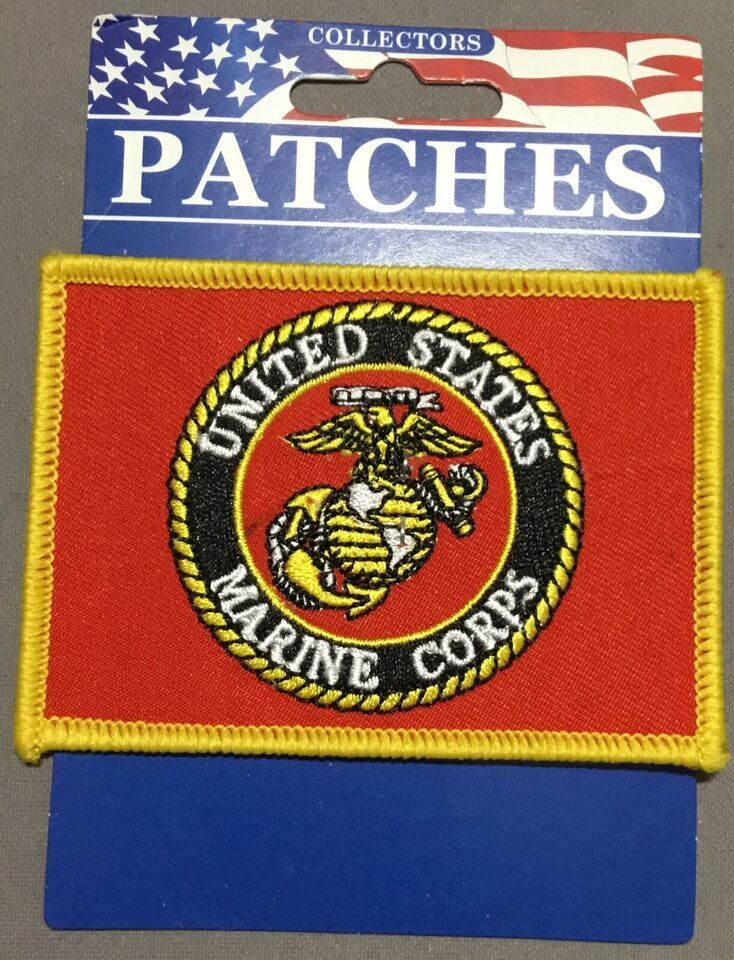 COLLECTORS
PATCHES
UNITED STATES
MARINE CORPS